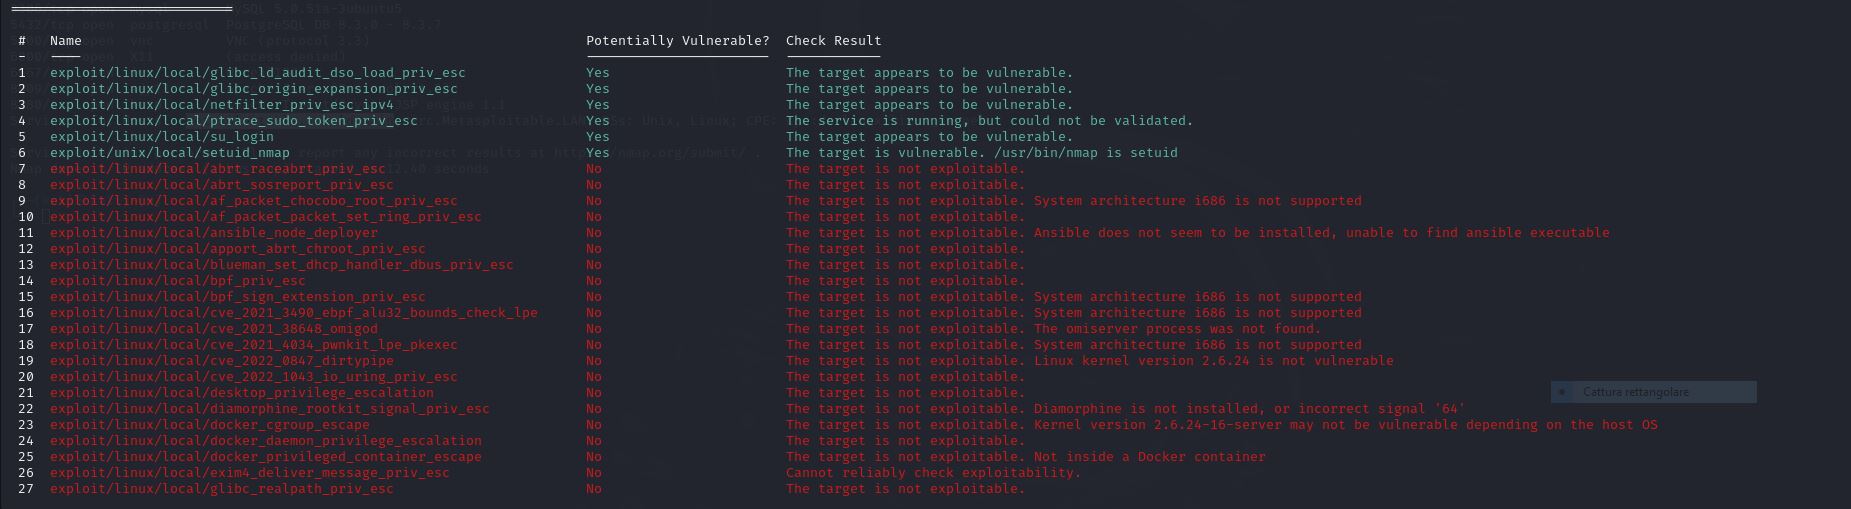 5432/tcp open postgresql PostgreSQL DB 8.3.0 - 8.3.7
# Name Potentially Vulnerable? Check Result
- ---- ----------------------- ------------
1 exploit/linux/local/glibc_ld_audit_dso_load_priv_esc Yes The target appears to be vulnerable.
2 exploit/linux/local/glibc_origin_expansion_priv_esc Yes The target appears to be vulnerable.
3 exploit/linux/local/netfilter_priv_esc_ipv4 Yes The target appears to be vulnerable.
4 exploit/linux/local/ptrace_sudo_token_priv_esc Yes The service is running, but could not be validated.
5 exploit/linux/local/su_login Yes The target appears to be vulnerable.
6 exploit/unix/local/setuid_nmap Yes The target is vulnerable. /usr/bin/nmap is setuid
7 exploit/linux/local/abrt_raceabrt_priv_esc No The target is not exploitable.
8 exploit/linux/local/abrt_sosreport_priv_esc No The target is not exploitable.
9 exploit/linux/local/af_packet_chocobo_root_priv_esc No The target is not exploitable. System architecture i686 is not supported
10 exploit/linux/local/af_packet_packet_set_ring_priv_esc No The target is not exploitable.
11 exploit/linux/local/ansible_node_deployer No The target is not exploitable. Ansible does not seem to be installed, unable to find ansible executable
12 exploit/linux/local/apport_abrt_chroot_priv_esc No The target is not exploitable.
13 exploit/linux/local/blueman_set_dhcp_handler_dbus_priv_esc No The target is not exploitable.
14 exploit/linux/local/bpf_priv_esc No The target is not exploitable.
15 exploit/linux/local/bpf_sign_extension_priv_esc No The target is not exploitable. System architecture i686 is not supported
16 exploit/linux/local/cve_2021_3490_ebpf_alu32_bounds_check_lpe No The target is not exploitable. System architecture i686 is not supported
17 exploit/linux/local/cve_2021_38648_omigod No The target is not exploitable. The omiserver process was not found.
18 exploit/linux/local/cve_2021_4034_pwnkit_lpe_pkexec No The target is not exploitable. System architecture i686 is not supported
19 exploit/linux/local/cve_2022_0847_dirtypipe No The target is not exploitable. Linux kernel version 2.6.24 is not vulnerable
20 exploit/linux/local/cve_2022_1043_io_uring_priv_esc No The target is not exploitable.
21 exploit/linux/local/desktop_privilege_escalation No The target is not exploitable.
22 exploit/linux/local/diamorphine_rootkit_signal_priv_esc No The target is not exploitable. Diamorphine is not installed, or incorrect signal '64'
23 exploit/linux/local/docker_cgroup_escape No The target is not exploitable. Kernel version 2.6.24-16-server may not be vulnerable depending on the host OS
24 exploit/linux/local/docker_daemon_privilege_escalation No The target is not exploitable.
25 exploit/linux/local/docker_privileged_container_escape No The target is not exploitable. Not inside a Docker container
26 exploit/linux/local/exim4_deliver_message_priv_esc No Cannot reliably check exploitability.
27 exploit/linux/local/glibc_realpath_priv_esc No The target is not exploitable.
Cattura rettangolare